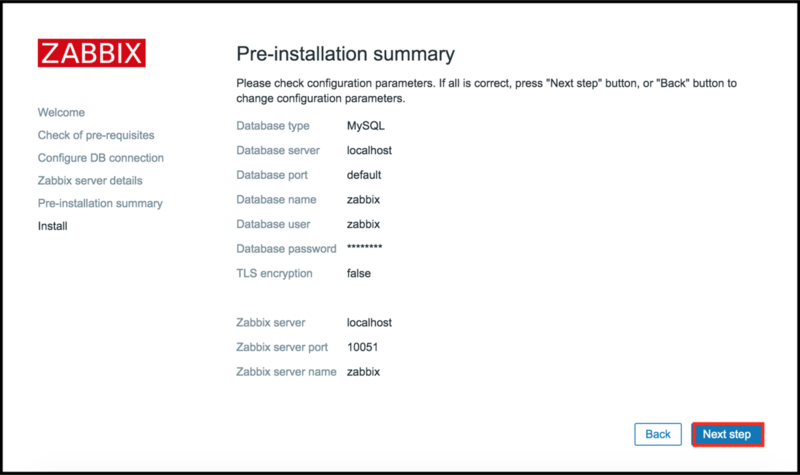 ZABBIX
Pre-installation summary
Please check configuration parameters. If all is correct, press "Next step" button, or "Back" button to
change configuration parameters.
Welcome
Check of pre-requisites
Configure DB connection
Zabbix server details
Pre-installation summary
Install
Database type MySQL
Database server localhost
Database port default
Database name zabbix
Database user zabbix
Database password ********
TLS encryption false
Zabbix server localhost
Zabbix server port 10051
Zabbix server name zabbix
Back Next step